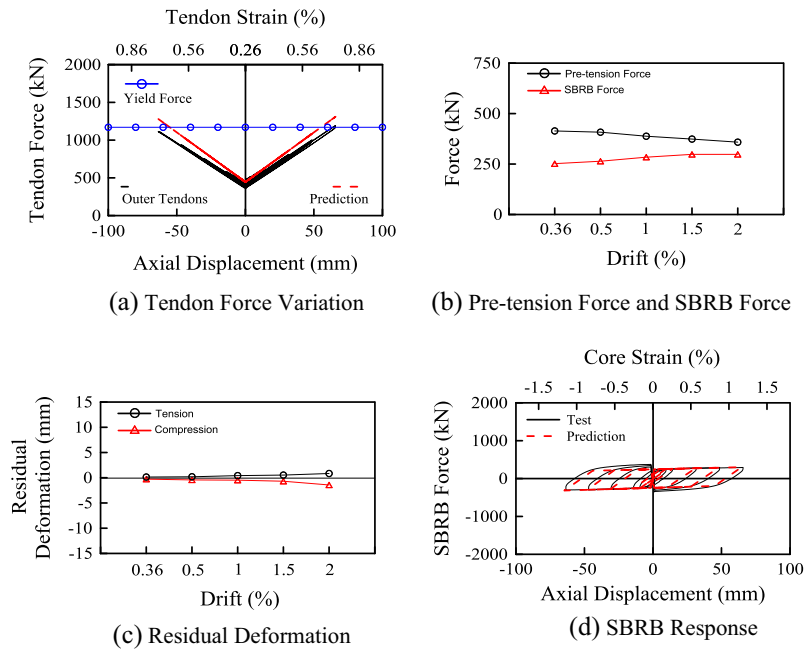 Tendon Strain (%)
0.86 0.56 0.26 0.56 0.86
2000
1500
1000
500
0
Tendon Force (kN)
Yield Force
Outer Tendons
Prediction
-100 -50 0 50 100
Axial Displacement (mm)
(a) Tendon Force Variation
750
500
250
0
Force (kN)
Pre-tension Force
SBRB Force
0.36 0.5 1 1.5 2
Drift (%)
(b) Pre-tension Force and SBRB Force
15
10
5
0
-5
-10
-15
Residual
Deformation (mm)
Tension
Compression
0.36 0.5 1 1.5 2
Drift (%)
(c) Residual Deformation
Core Strain (%)
-1.5 -1 -0.5 0 0.5 1 1.5
2000
1000
0
-1000
-2000
SBRB Force (kN)
Test
Prediction
-100 -50 0 50 100
Axial Displacement (mm)
(d) SBRB Response